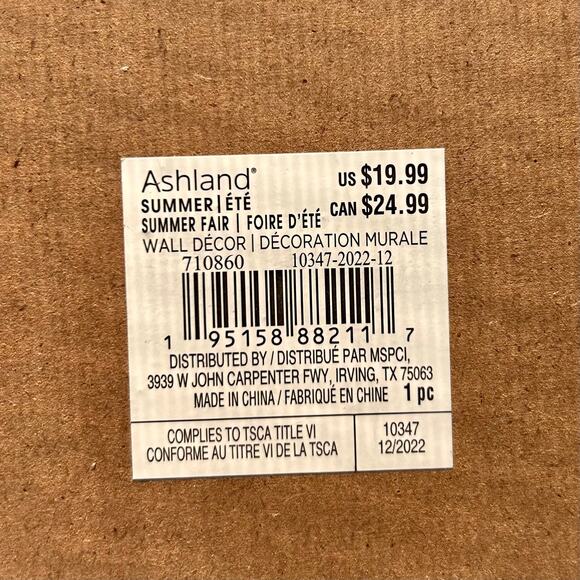 Ashland®
US $19.99
SUMMER | ÉTÉ
CAN $24.99
SUMMER FAIR | FOIRE D'ÉTÉ
WALL DÉCOR | DÉCORATION MURALE
710860 10347-2022-12
1 95158 88211 7
DISTRIBUTED BY / DISTRIBUÉ PAR MSPCI,
3939 W JOHN CARPENTER FWY, IRVING, TX 75063
MADE IN CHINA / FABRIQUÉ EN CHINE 1 pc
COMPLIES TO TSCA TITLE VI
CONFORME AU TITRE VI DE LA TSCA
10347
12/2022